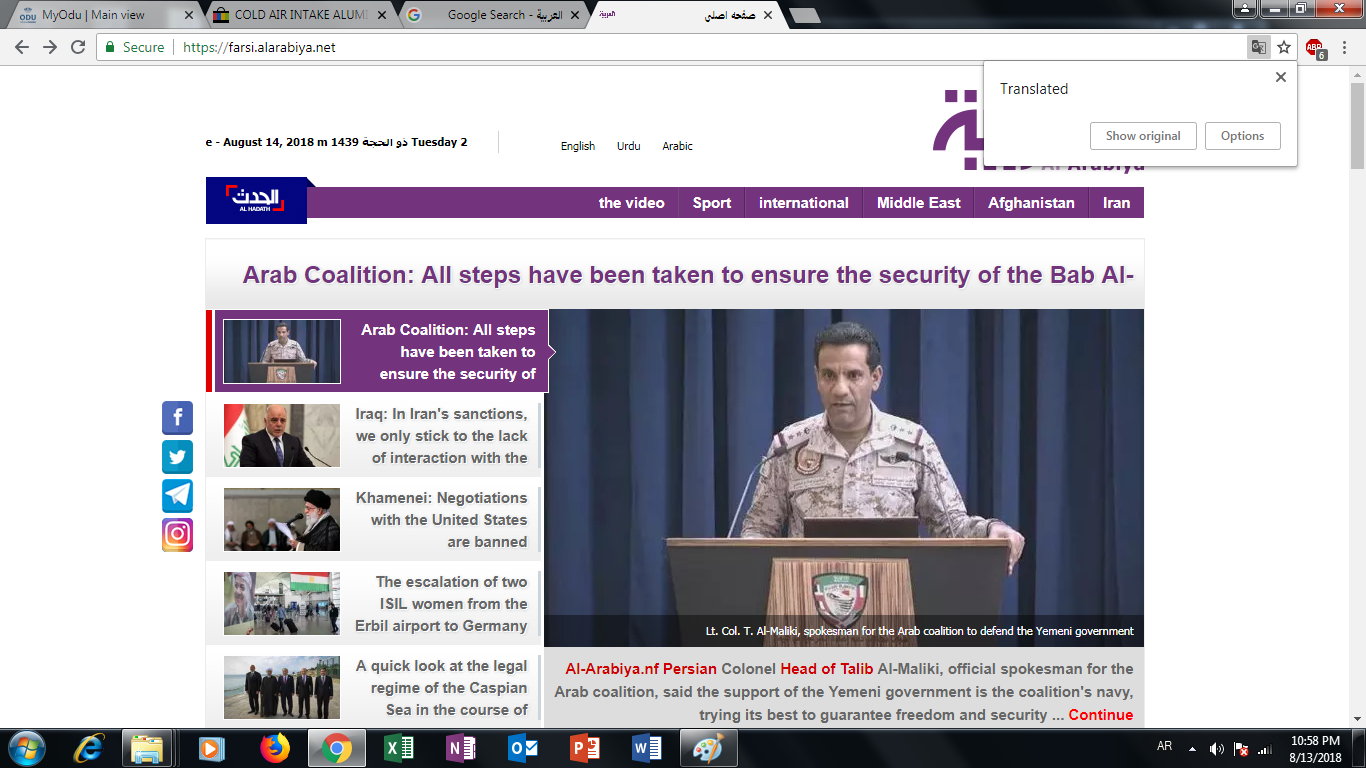 MyOdu | Main view
COLD AIR INTAKE ALUMI
Google Search - العربية
صفحه اصلی
Secure
https://farsi.alarabiya.net
ABP
6
Translated
Show original
Options
e - August 14, 2018 m 1439 ذو الحجة Tuesday 2
English
Urdu
Arabic
Al Arabiya
الحدث
AL HADATH
the video
Sport
international
Middle East
Afghanistan
Iran
Arab Coalition: All steps have been taken to ensure the security of the Bab Al-
Arab Coalition: All steps
have been taken to
ensure the security of
Iraq: In Iran's sanctions,
we only stick to the lack
of interaction with the
Khamenei: Negotiations
with the United States
are banned
The escalation of two
ISIL women from the
Erbil airport to Germany
A quick look at the legal
regime of the Caspian
Sea in the course of
Lt. Col. T. Al-Maliki, spokesman for the Arab coalition to defend the Yemeni government
Al-Arabiya.nf Persian Colonel Head of Talib Al-Maliki, official spokesman for the
Arab coalition, said the support of the Yemeni government is the coalition's navy,
trying its best to guarantee freedom and security ... Continue
AR
10:58 PM
8/13/2018